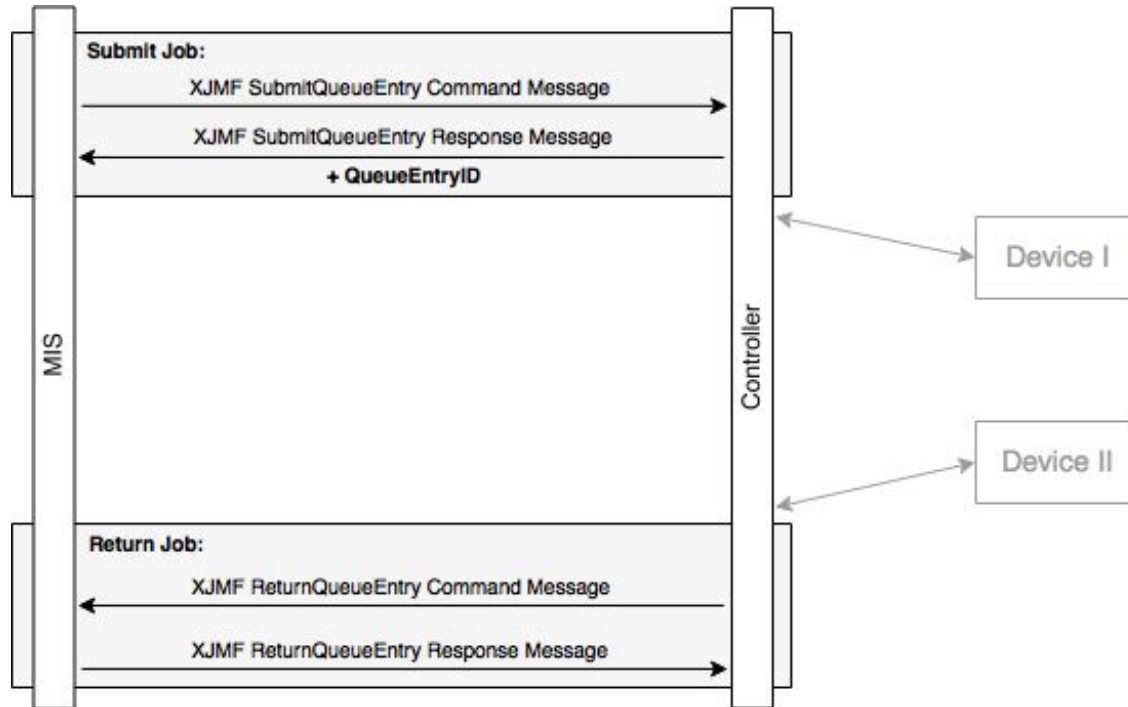 Submit Job:
XJMF SubmitQueueEntry Command Message
XJMF SubmitQueueEntry Response Message
+ QueueEntryID
Device I
MIS
Controller
Device II
Return Job:
XJMF ReturnQueueEntry Command Message
XJMF ReturnQueueEntry Response Message